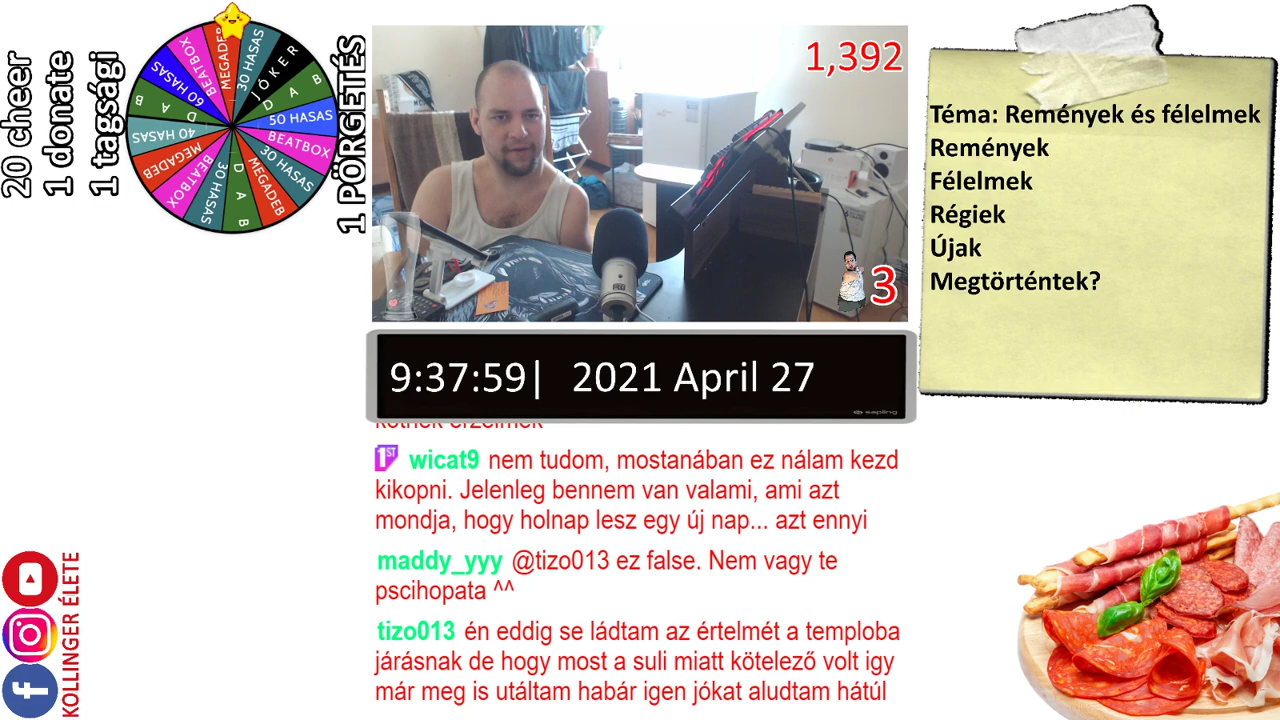 20 cheer
1 donate
1 tagsági
1 PÖRGETÉS
MEGADEB
30 HASAS
JÓKER
D A B
50 HASAS
BEATBOX
30 HASAS
MEGADEB
D A B
30 HASAS
BEATBOX
MEGADEB
40 HASAS
D A B
60 HASAS
BEATBOX
1,392
3
Téma: Remények és félelmek
Remények
Félelmek
Régiek
Újak
Megtörténtek?
9:37:59| 2021 April 27
sapling
1ST wicat9 nem tudom, mostanában ez nálam kezd
kikopni. Jelenleg bennem van valami, ami azt
mondja, hogy holnap lesz egy új nap... azt ennyi
maddy_yyy @tizo013 ez false. Nem vagy te
pscihopata ^^
tizo013 én eddig se ládtam az értelmét a temploba
járásnak de hogy most a suli miatt kötelező volt igy
már meg is utáltam habár igen jókat aludtam hátúl
KOLLINGER ÉLETE